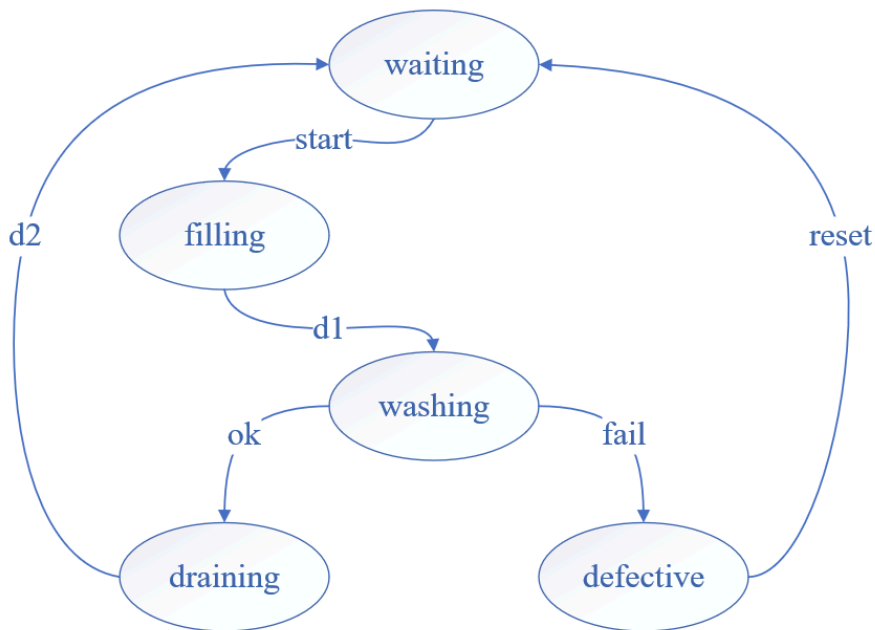 waiting
start
d2
filling
reset
d1
washing
ok
fail
draining
defective